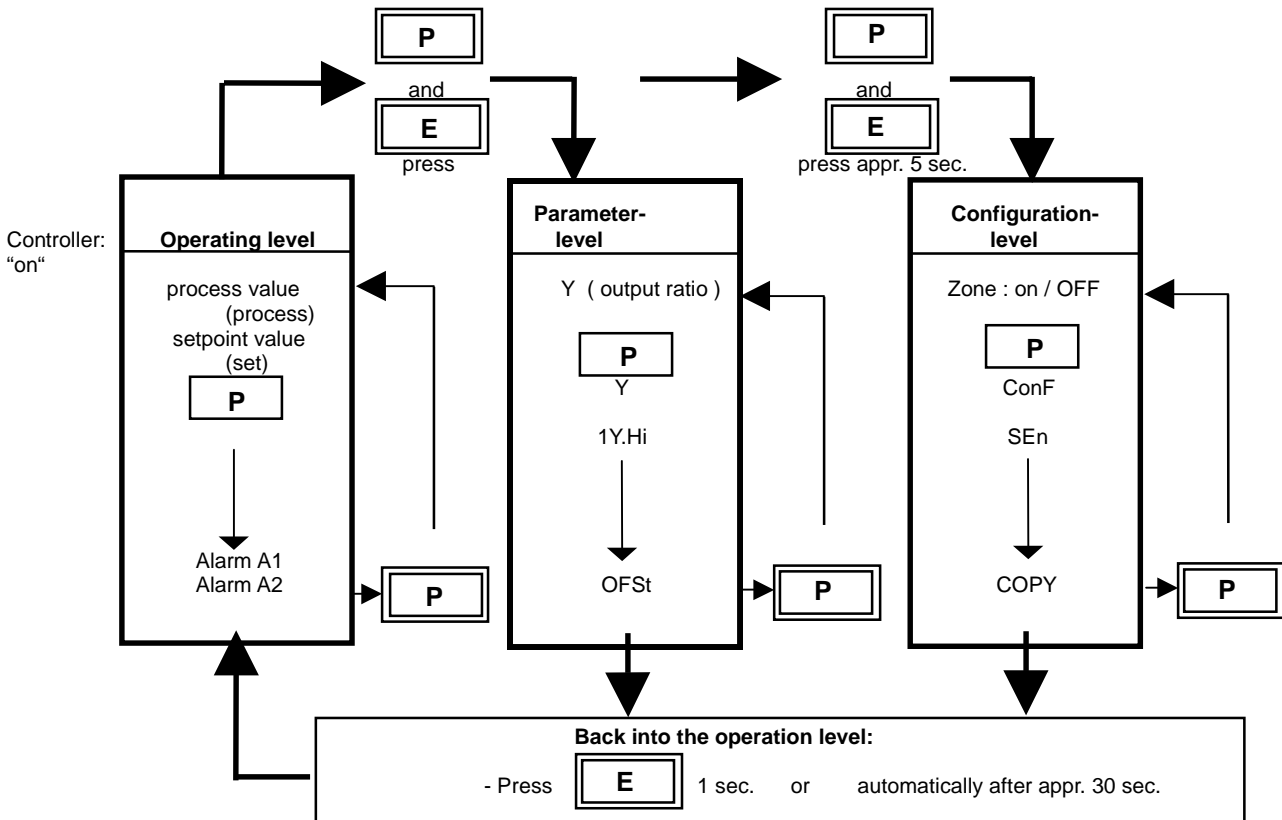 P
and
E
press
P
and
E
press appr. 5 sec.
Controller:
“on“
Operating level
process value
(process)
setpoint value
(set)
P
Alarm A1
Alarm A2
P
Parameter-
level
Y ( output ratio )
P
Y
1Y.Hi
OFSt
P
Configuration-
level
Zone : on / OFF
P
ConF
SEn
COPY
P
Back into the operation level:
- Press E 1 sec. or automatically after appr. 30 sec.